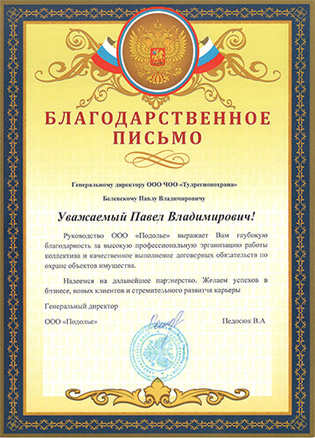 БЛАГОДАРСТВЕННОЕ
ПИСЬМО
Генеральному директору ООО ЧОО «Тулрегионохрана»
Белевскому Павлу Владимировичу
Уважаемый Павел Владимирович!
Руководство ООО «Подолье» выражает Вам глубокую
благодарность за высокую профессиональную организацию работы
коллектива и качественное выполнение договорных обязательств по
охране объектов имущества.
Надеемся на дальнейшее партнерство. Желаем успехов в
бизнесе, новых клиентов и стремительного развития карьеры
Генеральный директор
ООО «Подолье»
Педосюк В.А